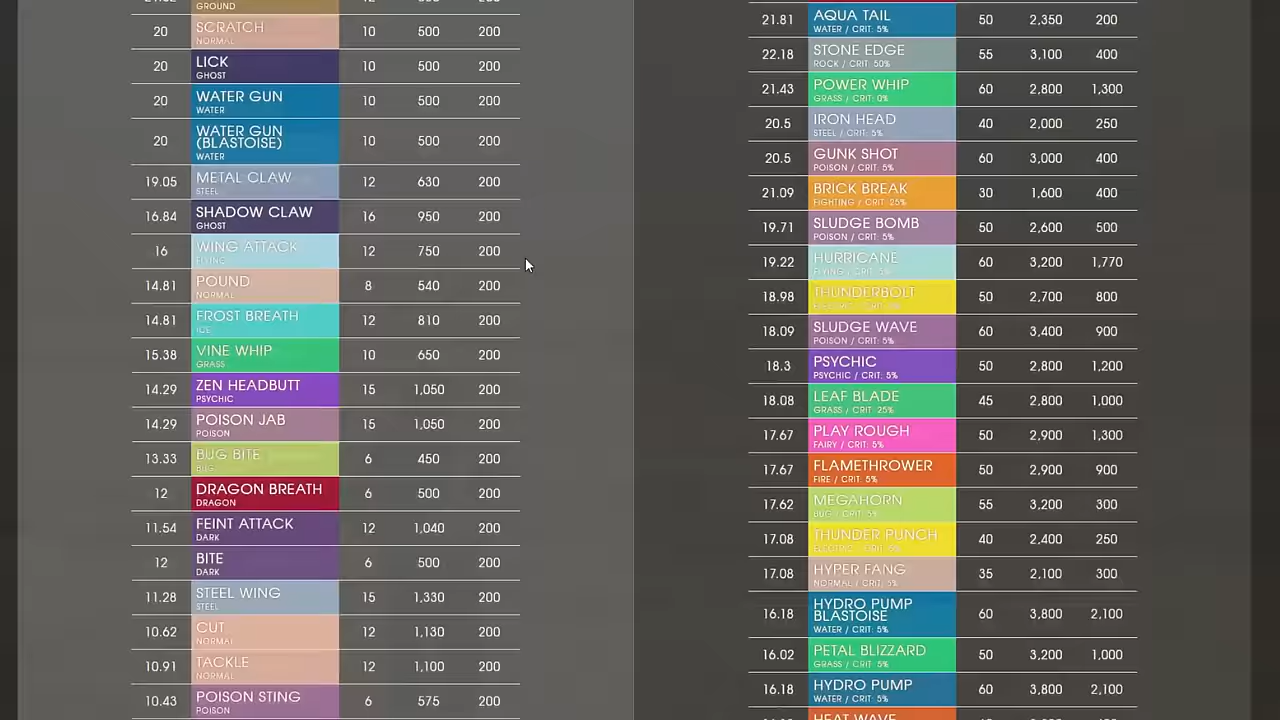 GROUND
20 SCRATCH 10 500 200
NORMAL
20 LICK 10 500 200
GHOST
20 WATER GUN 10 500 200
WATER
20 WATER GUN (BLASTOISE) 10 500 200
WATER
19.05 METAL CLAW 12 630 200
STEEL
16.84 SHADOW CLAW 16 950 200
GHOST
16 WING ATTACK 12 750 200
FLYING
14.81 POUND 8 540 200
NORMAL
14.81 FROST BREATH 12 810 200
ICE
15.38 VINE WHIP 10 650 200
GRASS
14.29 ZEN HEADBUTT 15 1,050 200
PSYCHIC
14.29 POISON JAB 15 1,050 200
POISON
13.33 BUG BITE 6 450 200
BUG
12 DRAGON BREATH 6 500 200
DRAGON
11.54 FEINT ATTACK 12 1,040 200
DARK
12 BITE 6 500 200
DARK
11.28 STEEL WING 15 1,330 200
STEEL
10.62 CUT 12 1,130 200
NORMAL
10.91 TACKLE 12 1,100 200
NORMAL
10.43 POISON STING 6 575 200
POISON
21.81 AQUA TAIL 50 2,350 200
WATER / CRIT: 5%
22.18 STONE EDGE 55 3,100 400
ROCK / CRIT: 50%
21.43 POWER WHIP 60 2,800 1,300
GRASS / CRIT: 0%
20.5 IRON HEAD 40 2,000 250
STEEL / CRIT: 5%
20.5 GUNK SHOT 60 3,000 400
POISON / CRIT: 5%
21.09 BRICK BREAK 30 1,600 400
FIGHTING / CRIT: 25%
19.71 SLUDGE BOMB 50 2,600 500
POISON / CRIT: 5%
19.22 HURRICANE 60 3,200 1,770
FLYING / CRIT: 5%
18.98 THUNDERBOLT 50 2,700 800
ELECTRIC / CRIT: 5%
18.09 SLUDGE WAVE 60 3,400 900
POISON / CRIT: 5%
18.3 PSYCHIC 50 2,800 1,200
PSYCHIC / CRIT: 5%
18.08 LEAF BLADE 45 2,800 1,000
GRASS / CRIT: 25%
17.67 PLAY ROUGH 50 2,900 1,300
FAIRY / CRIT: 5%
17.67 FLAMETHROWER 50 2,900 900
FIRE / CRIT: 5%
17.62 MEGAHORN 55 3,200 300
BUG / CRIT: 5%
17.08 THUNDER PUNCH 40 2,400 250
ELECTRIC / CRIT: 5%
17.08 HYPER FANG 35 2,100 300
NORMAL / CRIT: 5%
16.18 HYDRO PUMP BLASTOISE 60 3,800 2,100
WATER / CRIT: 5%
16.02 PETAL BLIZZARD 50 3,200 1,000
GRASS / CRIT: 5%
16.18 HYDRO PUMP 60 3,800 2,100
WATER / CRIT: 5%
HEAT WAVE